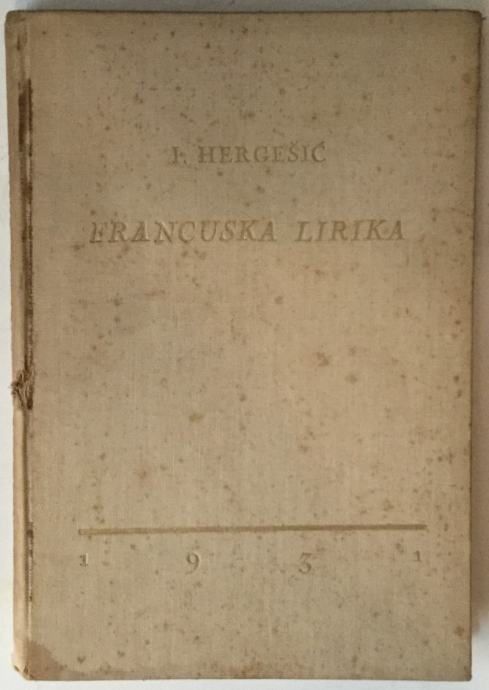 I. HERGEŠIĆ
FRANCUSKA LIRIKA
1 9 3 1